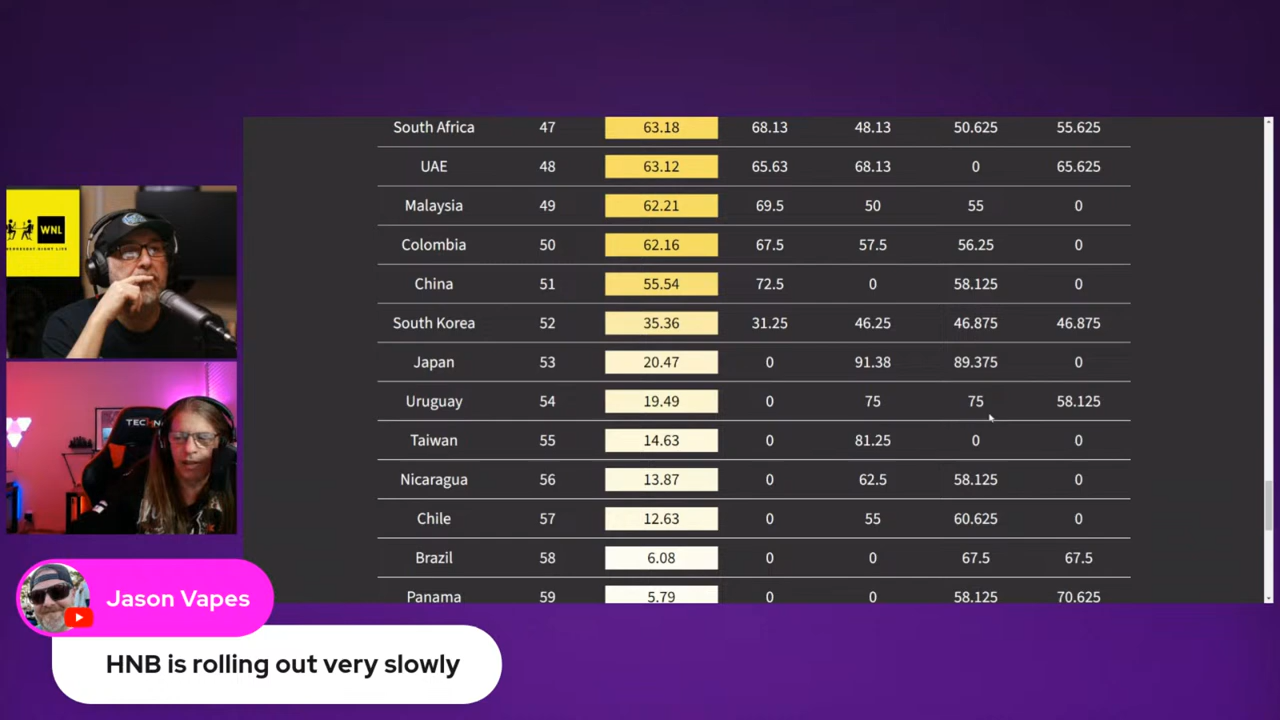 South Africa 47 63.18 68.13 48.13 50.625 55.625
UAE 48 63.12 65.63 68.13 0 65.625
Malaysia 49 62.21 69.5 50 55 0
Colombia 50 62.16 67.5 57.5 56.25 0
China 51 55.54 72.5 0 58.125 0
South Korea 52 35.36 31.25 46.25 46.875 46.875
Japan 53 20.47 0 91.38 89.375 0
Uruguay 54 19.49 0 75 75 58.125
Taiwan 55 14.63 0 81.25 0 0
Nicaragua 56 13.87 0 62.5 58.125 0
Chile 57 12.63 0 55 60.625 0
Brazil 58 6.08 0 0 67.5 67.5
Panama 59 5.79 0 0 58.125 70.625
WNL
Jason Vapes
HNB is rolling out very slowly